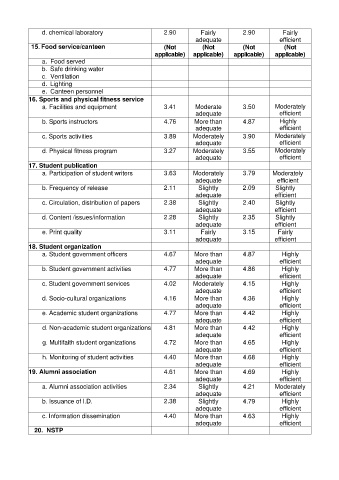 d. chemical laboratory 2.90 Fairly adequate 2.90 Fairly efficient
15. Food service/canteen (Not applicable) (Not applicable) (Not applicable) (Not applicable)
a. Food served
b. Safe drinking water
c. Ventilation
d. Lighting
e. Canteen personnel
16. Sports and physical fitness service
a. Facilities and equipment 3.41 Moderate adequate 3.50 Moderately efficient
b. Sports instructors 4.76 More than adequate 4.87 Highly efficient
c. Sports activities 3.89 Moderately adequate 3.90 Moderately efficient
d. Physical fitness program 3.27 Moderately adequate 3.55 Moderately efficient
17. Student publication
a. Participation of student writers 3.63 Moderately adequate 3.79 Moderately efficient
b. Frequency of release 2.11 Slightly adequate 2.09 Slightly efficient
c. Circulation, distribution of papers 2.38 Slightly adequate 2.40 Slightly efficient
d. Content /issues/information 2.28 Slightly adequate 2.35 Slightly efficient
e. Print quality 3.11 Fairly adequate 3.15 Fairly efficient
18. Student organization
a. Student government officers 4.67 More than adequate 4.87 Highly efficient
b. Student government activities 4.77 More than adequate 4.86 Highly efficient
c. Student government services 4.02 Moderately adequate 4.15 Highly efficient
d. Socio-cultural organizations 4.16 More than adequate 4.36 Highly efficient
e. Academic student organizations 4.77 More than adequate 4.42 Highly efficient
d. Non-academic student organizations 4.81 More than adequate 4.42 Highly efficient
g. Multifaith student organizations 4.72 More than adequate 4.65 Highly efficient
h. Monitoring of student activities 4.40 More than adequate 4.68 Highly efficient
19. Alumni association 4.61 More than adequate 4.69 Highly efficient
a. Alumni association activities 2.34 Slightly adequate 4.21 Moderately efficient
b. Issuance of I.D. 2.38 Slightly adequate 4.79 Highly efficient
c. Information dissemination 4.40 More than adequate 4.63 Highly efficient
20. NSTP